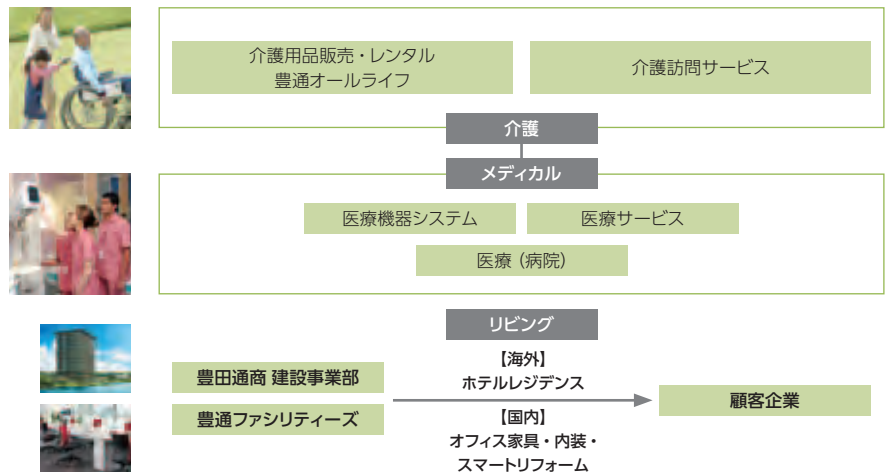 介護用品販売・レンタル
豊通オールライフ
介護訪問サービス
介護
メディカル
医療機器システム
医療サービス
医療（病院）
リビング
豊田通商 建設事業部
豊通ファシリティーズ
【海外】
ホテルレジデンス
【国内】
オフィス家具・内装・
スマートリフォーム
顧客企業